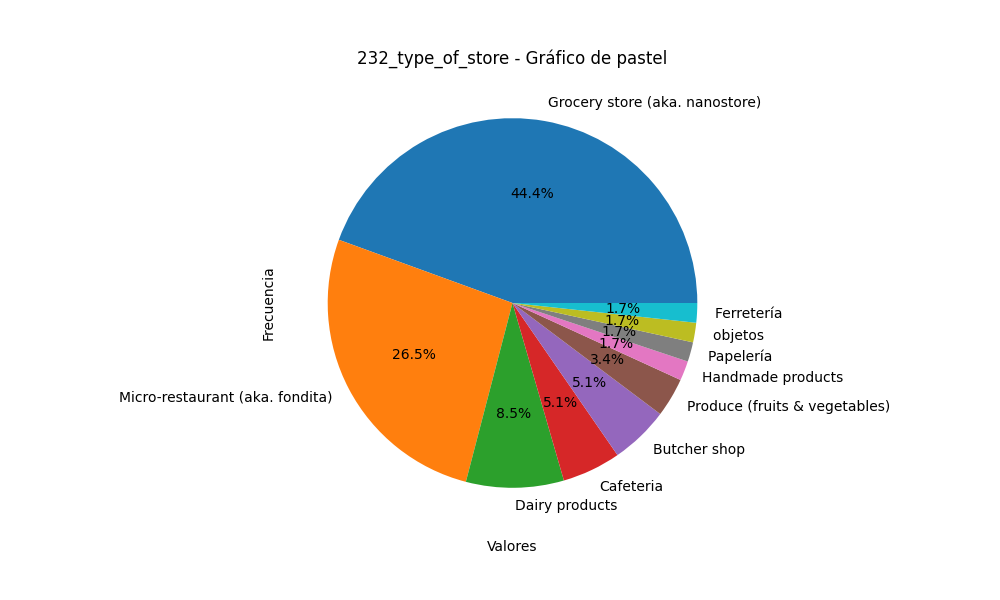 232_type_of_store - Gráfico de pastel
Grocery store (aka. nanostore)
44.4%
Frecuencia
26.5%
Micro-restaurant (aka. fondita)
8.5%
Dairy products
5.1%
Cafeteria
5.1%
Butcher shop
3.4%
Produce (fruits & vegetables)
1.7%
Handmade products
1.7%
Papelería
1.7%
objetos
1.7%
Ferretería
Valores